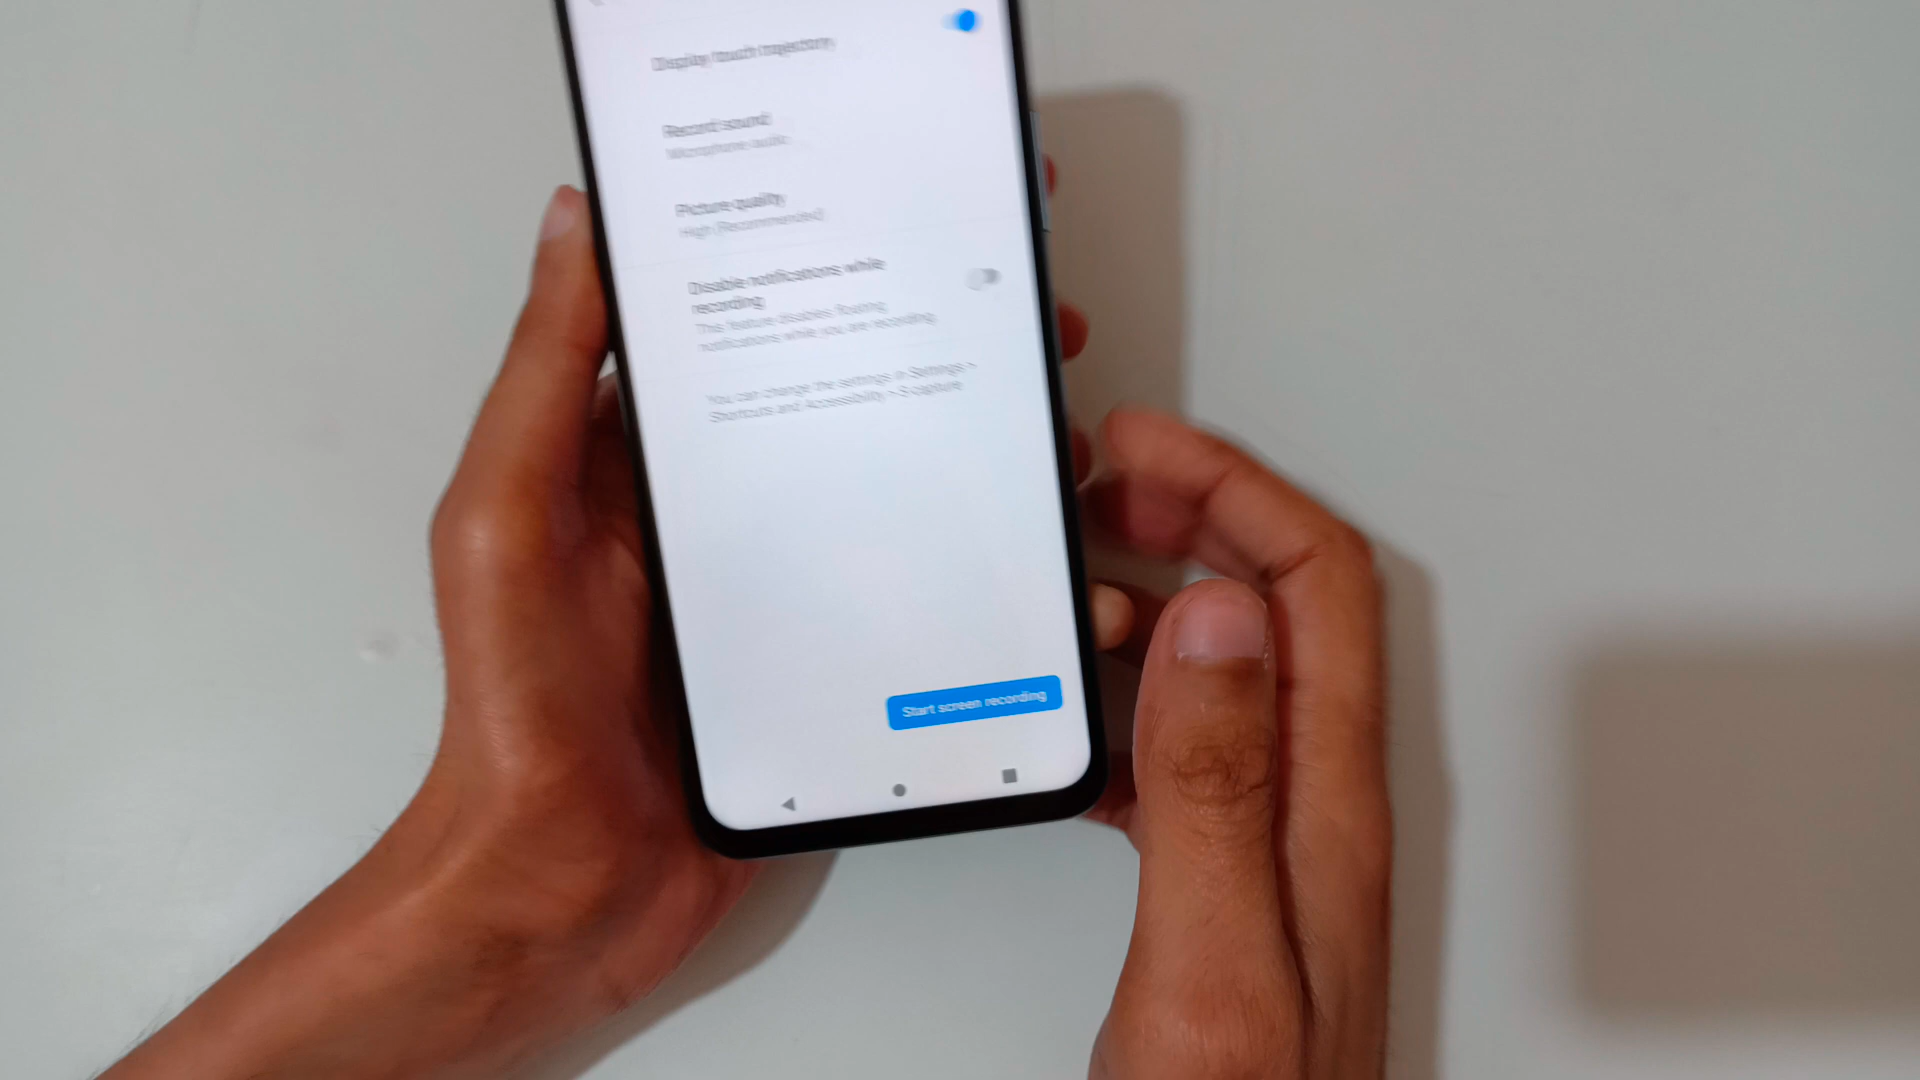 Display touch trajectory
Record sound
Microphone audio
Picture quality
High (Recommended)
Disable notifications while
recording
This feature disables floating
notifications while you are recording.
You can change the settings in Settings >
Shortcuts and Accessibility > S-capture
Start screen recording